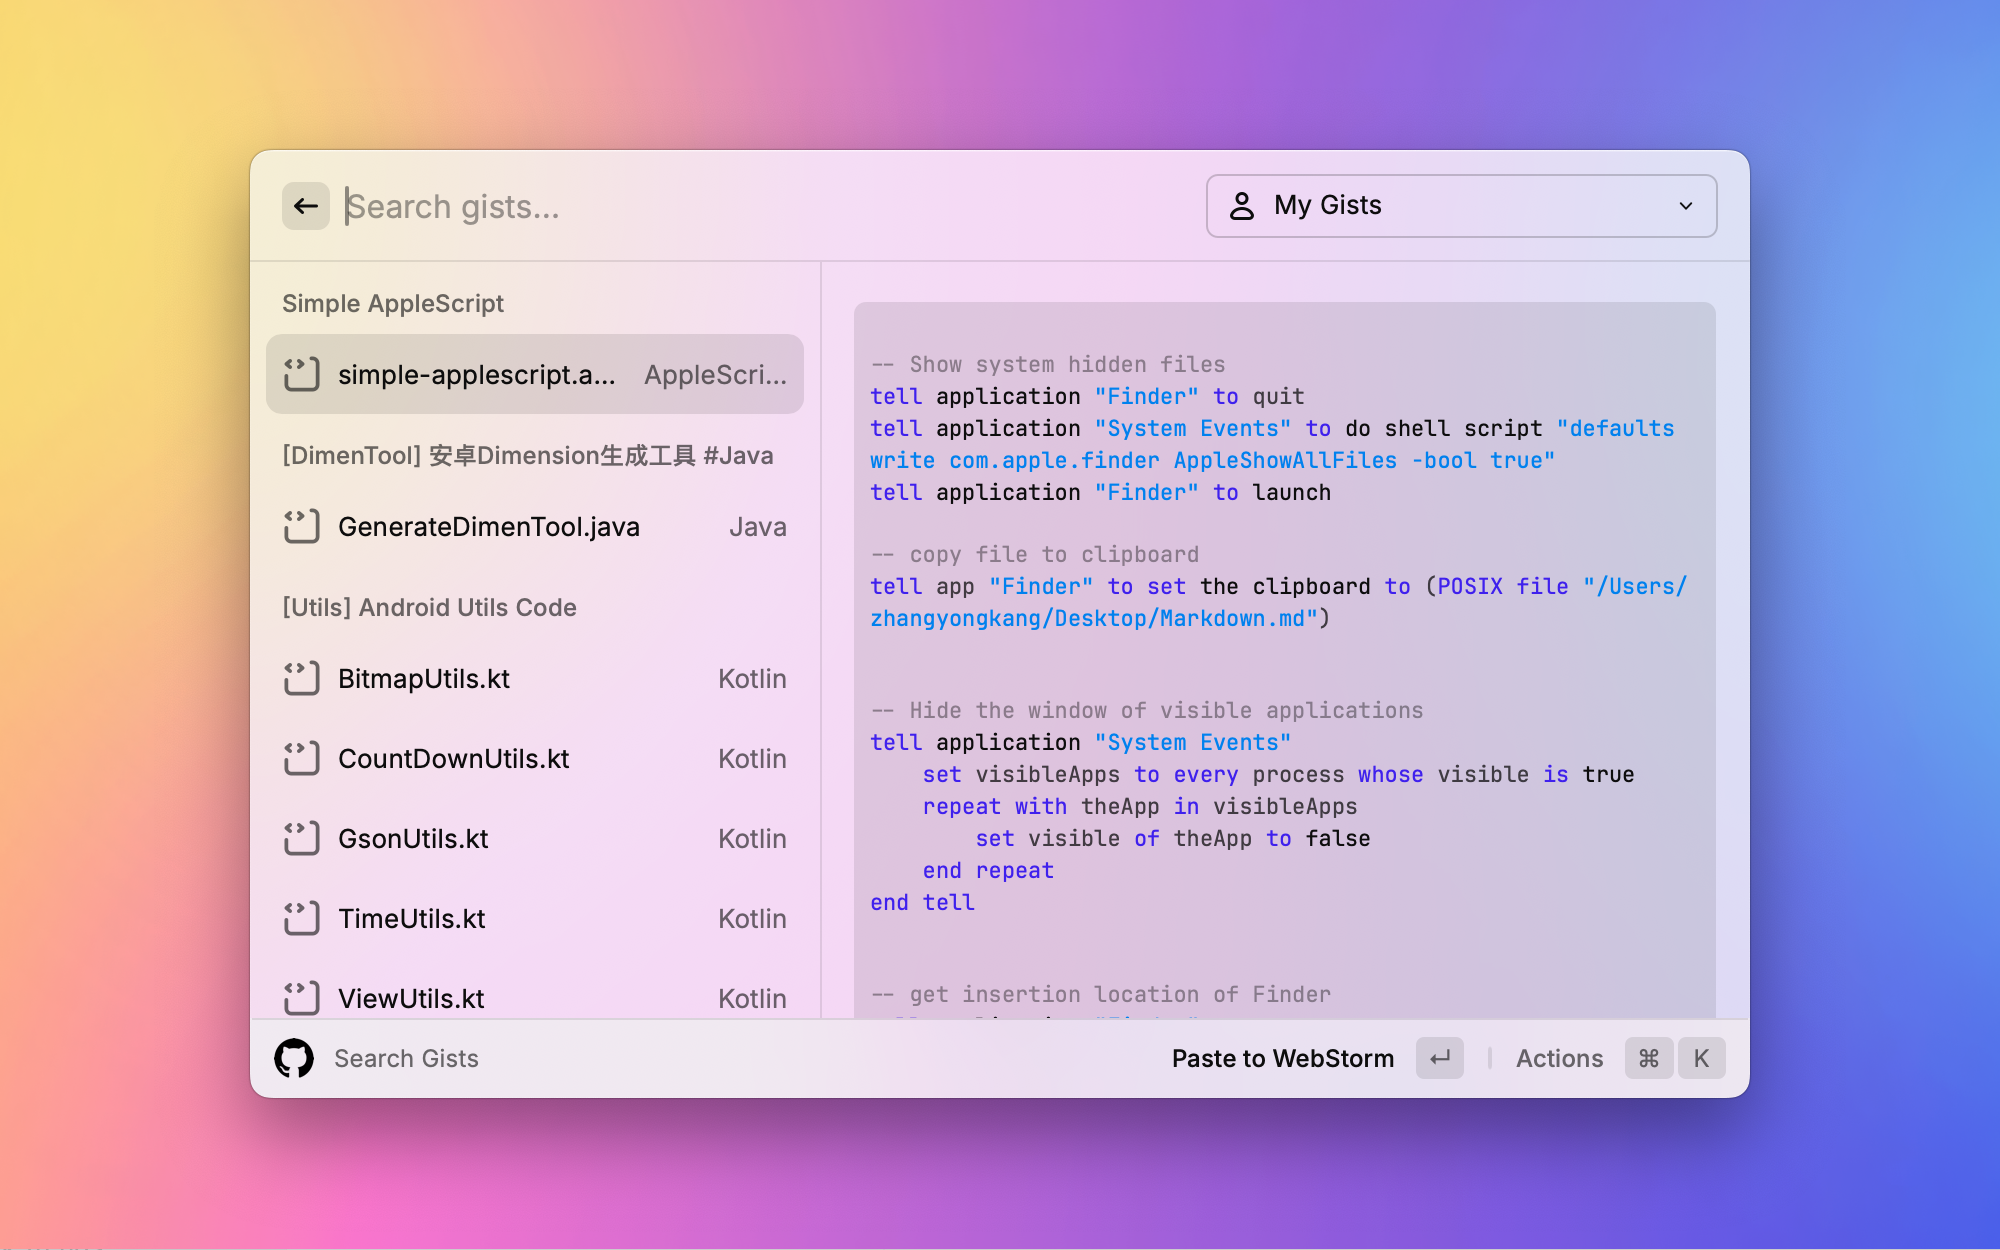 Search gists...
My Gists
Simple AppleScript
simple-applescript.a... AppleScri...
[DimenTool] 安卓Dimension生成工具 #Java
GenerateDimenTool.java Java
[Utils] Android Utils Code
BitmapUtils.kt Kotlin
CountDownUtils.kt Kotlin
GsonUtils.kt Kotlin
TimeUtils.kt Kotlin
ViewUtils.kt Kotlin
-- Show system hidden files
tell application "Finder" to quit
tell application "System Events" to do shell script "defaults
write com.apple.finder AppleShowAllFiles -bool true"
tell application "Finder" to launch
-- copy file to clipboard
tell app "Finder" to set the clipboard to (POSIX file "/Users/
zhangyongkang/Desktop/Markdown.md")
-- Hide the window of visible applications
tell application "System Events"
    set visibleApps to every process whose visible is true
    repeat with theApp in visibleApps
        set visible of theApp to false
    end repeat
end tell
-- get insertion location of Finder
Search Gists
Paste to WebStorm ↵ Actions ⌘ K